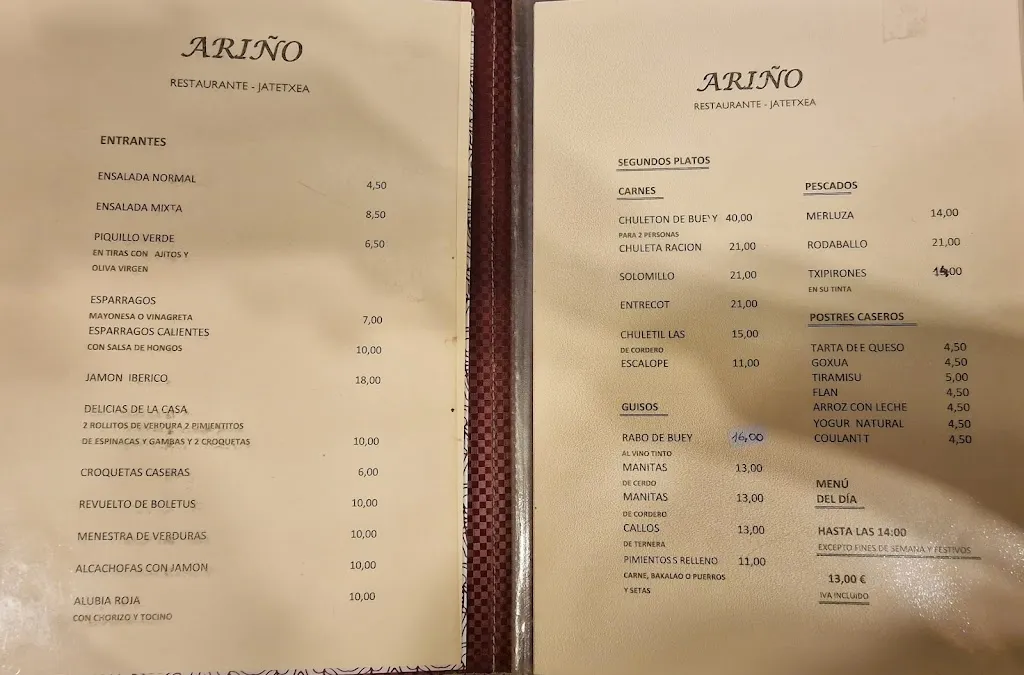 ARIÑO
RESTAURANTE - JATETXEA
ENTRANTES
ENSALADA NORMAL 4,50
ENSALADA MIXTA 8,50
PIQUILLO VERDE 6,50
EN TIRAS CON AJITOS Y
OLIVA VIRGEN
ESPARRAGOS
MAYONESA O VINAGRETA 7,00
ESPARRAGOS CALIENTES
CON SALSA DE HONGOS 10,00
JAMON IBERICO 18,00
DELICIAS DE LA CASA
2 ROLLITOS DE VERDURA 2 PIMIENTITOS
DE ESPINACAS Y GAMBAS Y 2 CROQUETAS 10,00
CROQUETAS CASERAS 6,00
REVUELTO DE BOLETUS 10,00
MENESTRA DE VERDURAS 10,00
ALCACHOFAS CON JAMON 10,00
ALUBIA ROJA 10,00
CON CHORIZO Y TOCINO
ARIÑO
RESTAURANTE - JATETXEA
SEGUNDOS PLATOS
CARNES
CHULETON DE BUEY 40,00
PARA 2 PERSONAS
CHULETA RACION 21,00
SOLOMILLO 21,00
ENTRECOT 21,00
CHULETIL LAS 15,00
DE CORDERO
ESCALOPE 11,00
GUISOS
RABO DE BUEY 16,00
AL VINO TINTO
MANITAS 13,00
DE CERDO
MANITAS 13,00
DE CORDERO
CALLOS 13,00
DE TERNERA
PIMIENTOS S RELLENO 11,00
CARNE, BAKALAO O PUERROS
Y SETAS
PESCADOS
MERLUZA 14,00
RODABALLO 21,00
TXIPIRONES 14,00
EN SU TINTA
POSTRES CASEROS
TARTA DE E QUESO 4,50
GOXUA 4,50
TIRAMISU 5,00
FLAN 4,50
ARROZ CON LECHE 4,50
YOGUR NATURAL 4,50
COULANT T 4,50
MENÚ
DEL DÍA
HASTA LAS 14:00
EXCEPTO FINES DE SEMANA Y FESTIVOS
13,00 €
IVA INCLUIDO